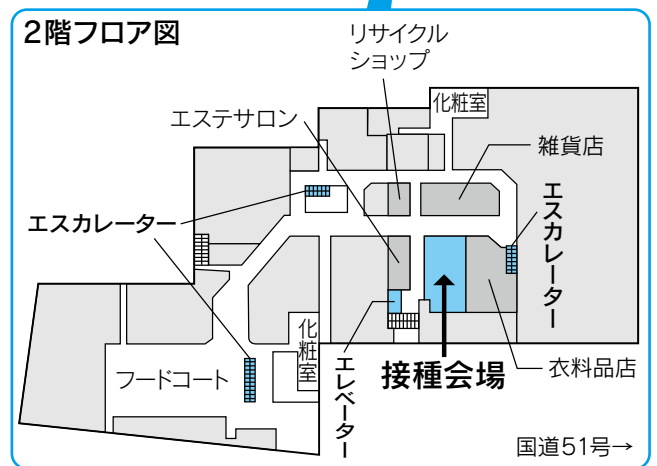 2階フロア図
リサイクル
ショップ
化粧室
エステサロン
雑貨店
エスカレーター
エスカレーター
化粧室
フードコート
エレベーター
接種会場
衣料品店
国道51号→